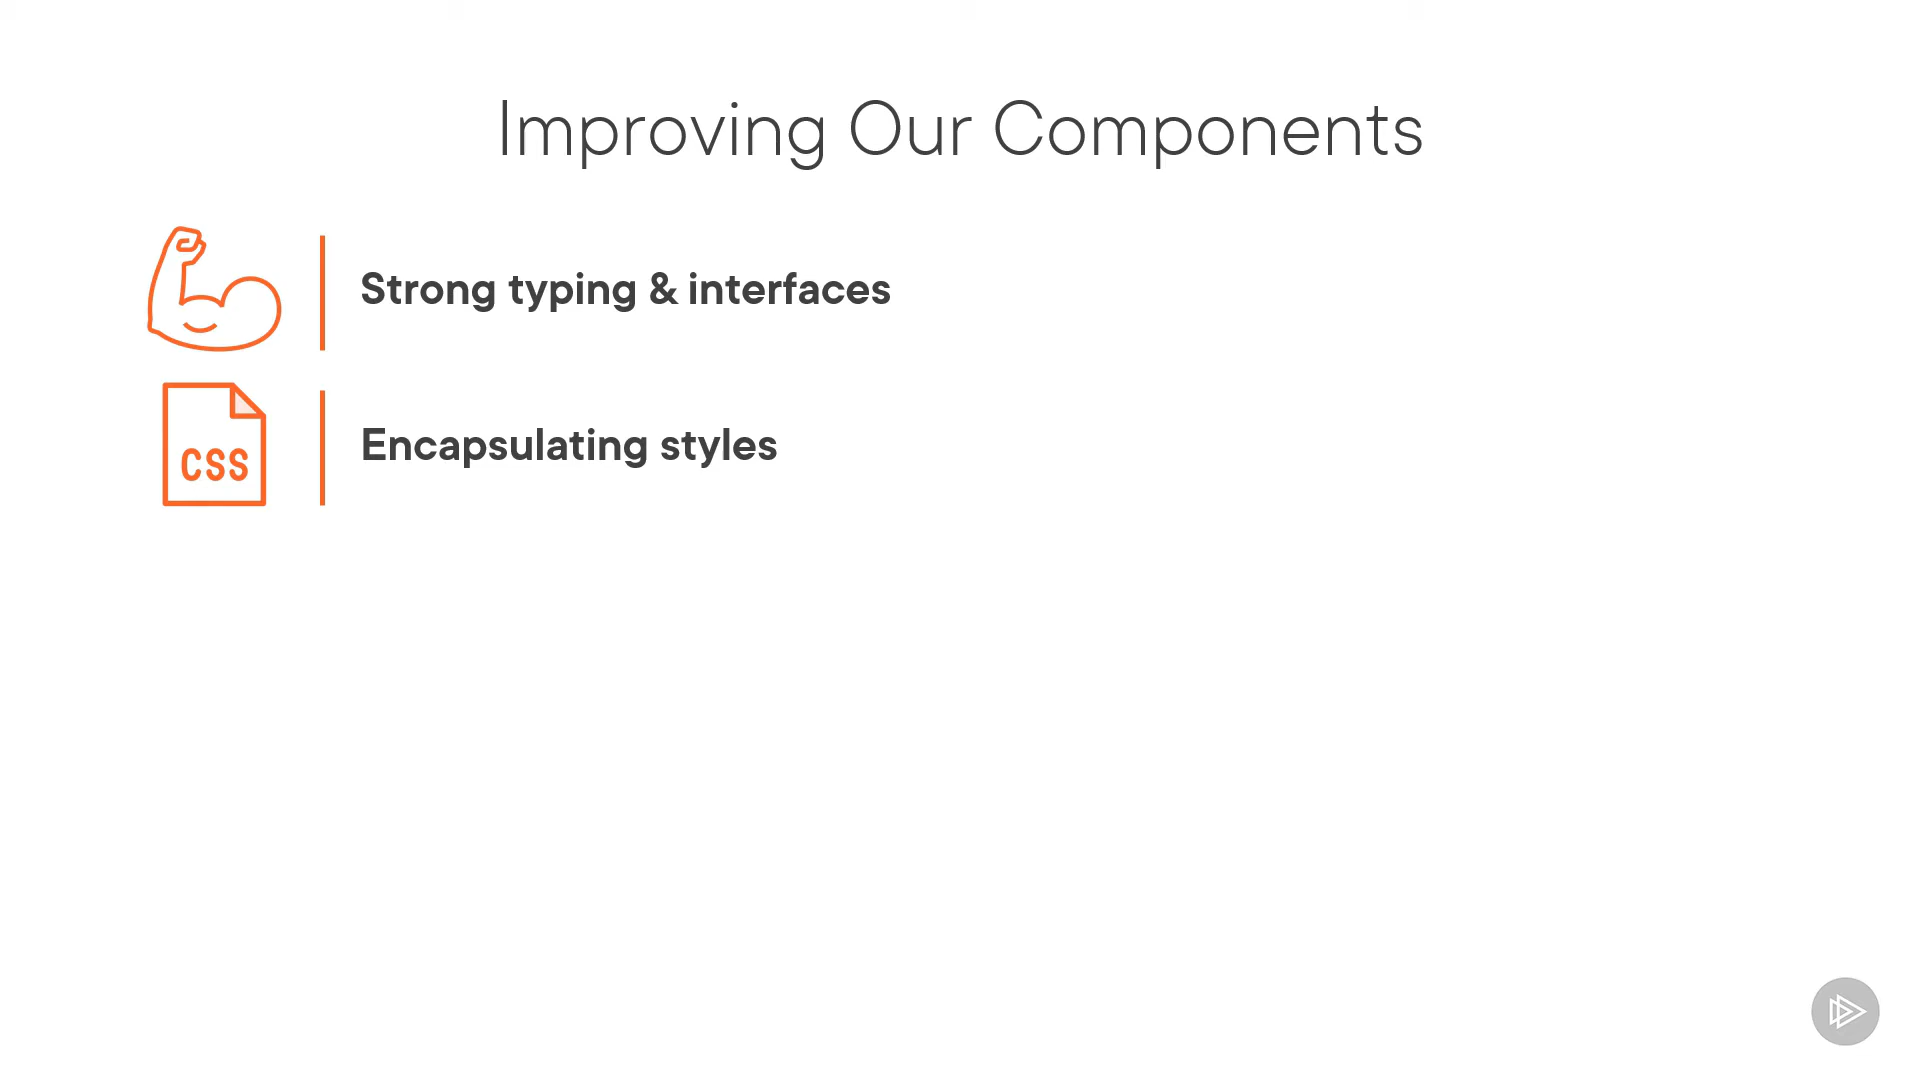 Improving Our Components
Strong typing & interfaces
CSS
Encapsulating styles